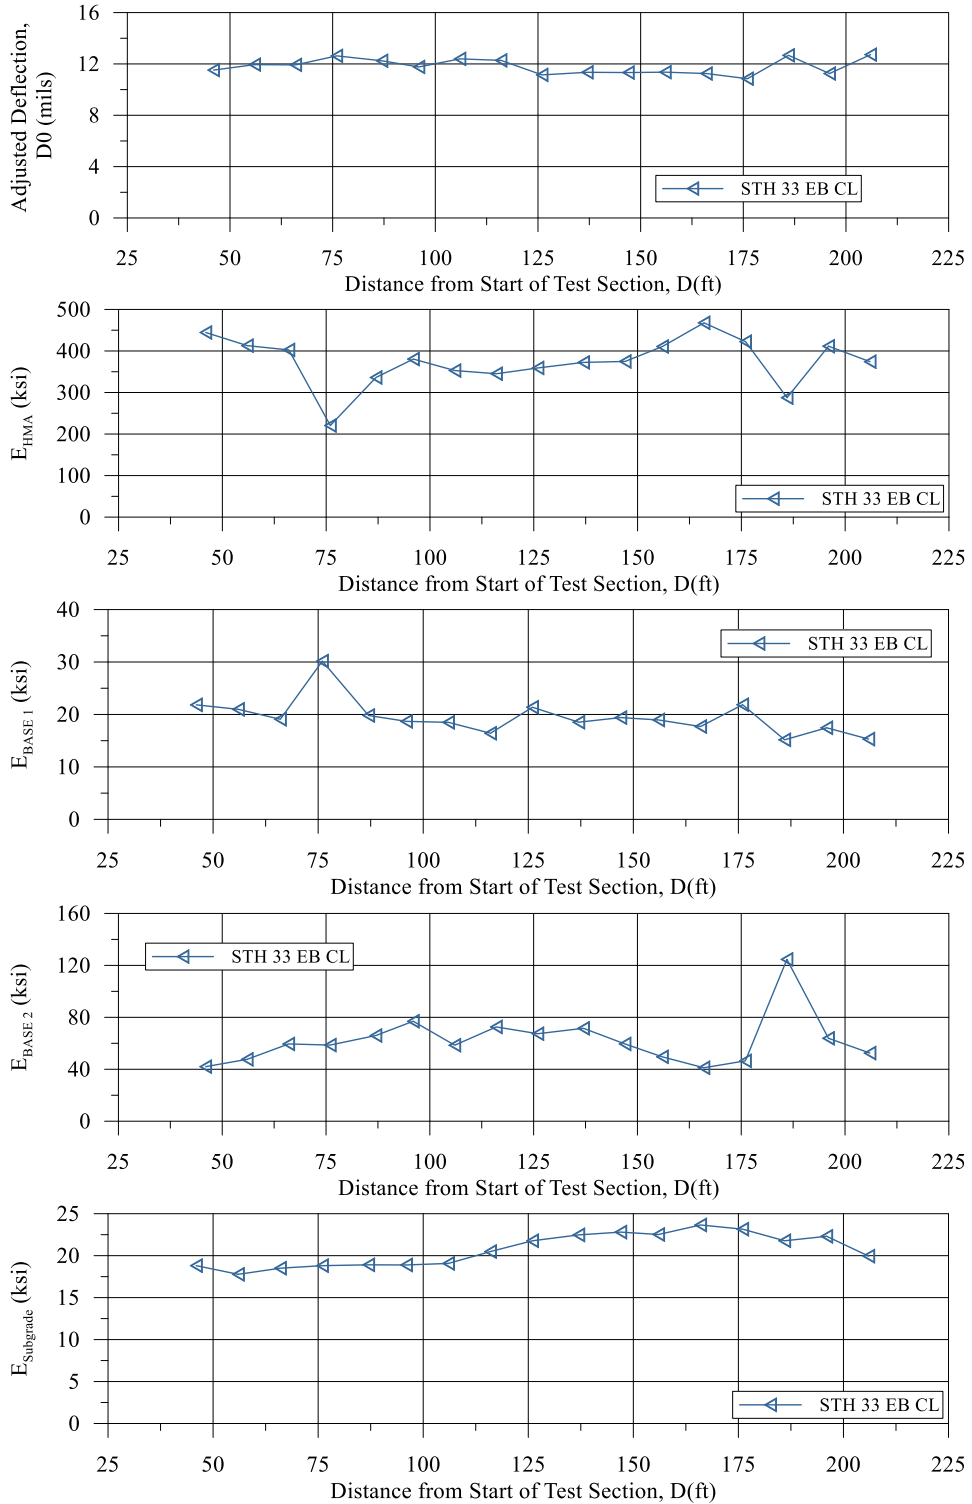 16
12
8
4
0
Adjusted Deflection,
D0 (mils)
STH 33 EB CL
25 50 75 100 125 150 175 200 225
Distance from Start of Test Section, D(ft)
500
400
300
200
100
0
E_HMA (ksi)
STH 33 EB CL
25 50 75 100 125 150 175 200 225
Distance from Start of Test Section, D(ft)
40
30
20
10
0
E_BASE 1 (ksi)
STH 33 EB CL
25 50 75 100 125 150 175 200 225
Distance from Start of Test Section, D(ft)
160
120
80
40
0
E_BASE 2 (ksi)
STH 33 EB CL
25 50 75 100 125 150 175 200 225
Distance from Start of Test Section, D(ft)
25
20
15
10
5
0
E_Subgrade (ksi)
STH 33 EB CL
25 50 75 100 125 150 175 200 225
Distance from Start of Test Section, D(ft)